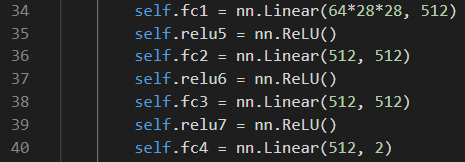 34 self.fc1 = nn.Linear(64*28*28, 512)
35 self.relu5 = nn.ReLU()
36 self.fc2 = nn.Linear(512, 512)
37 self.relu6 = nn.ReLU()
38 self.fc3 = nn.Linear(512, 512)
39 self.relu7 = nn.ReLU()
40 self.fc4 = nn.Linear(512, 2)